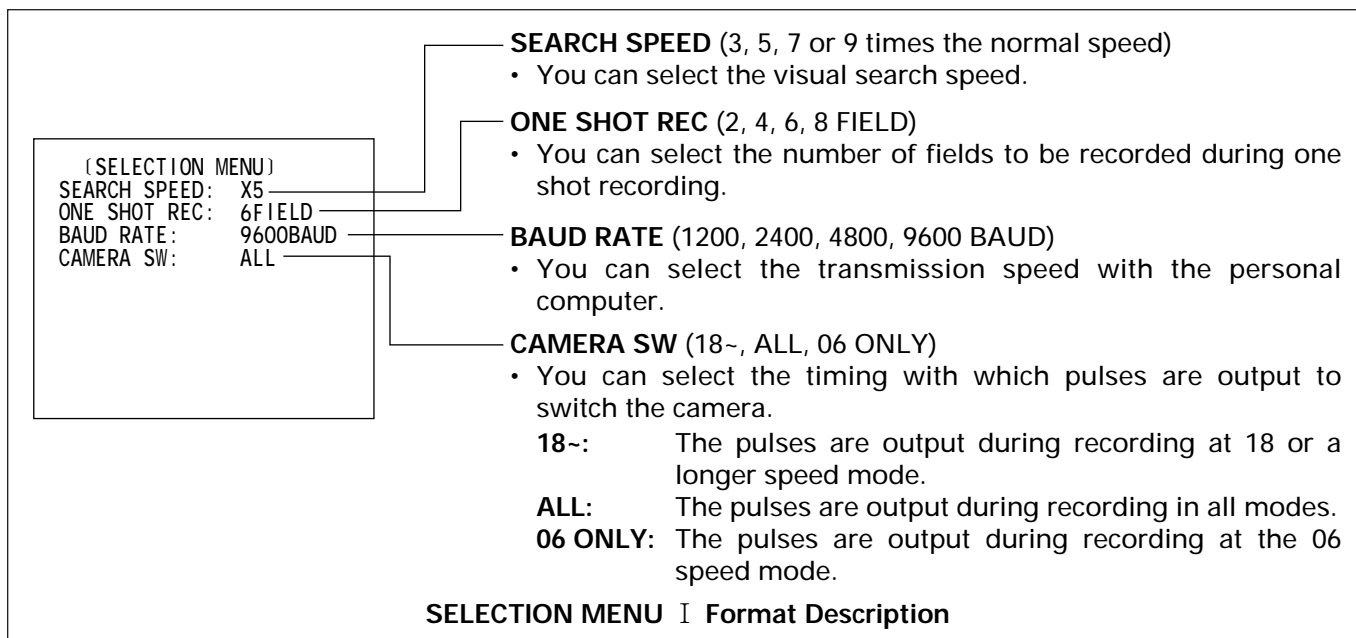 SEARCH SPEED (3, 5, 7 or 9 times the normal speed)
• You can select the visual search speed.
ONE SHOT REC (2, 4, 6, 8 FIELD)
• You can select the number of fields to be recorded during one
shot recording.
(SELECTION MENU)
SEARCH SPEED: X5
ONE SHOT REC: 6FIELD
BAUD RATE: 9600BAUD
CAMERA SW: ALL
BAUD RATE (1200, 2400, 4800, 9600 BAUD)
• You can select the transmission speed with the personal
computer.
CAMERA SW (18~, ALL, 06 ONLY)
• You can select the timing with which pulses are output to
switch the camera.
18~: The pulses are output during recording at 18 or a
longer speed mode.
ALL: The pulses are output during recording in all modes.
06 ONLY: The pulses are output during recording at the 06
speed mode.
SELECTION MENU I Format Description